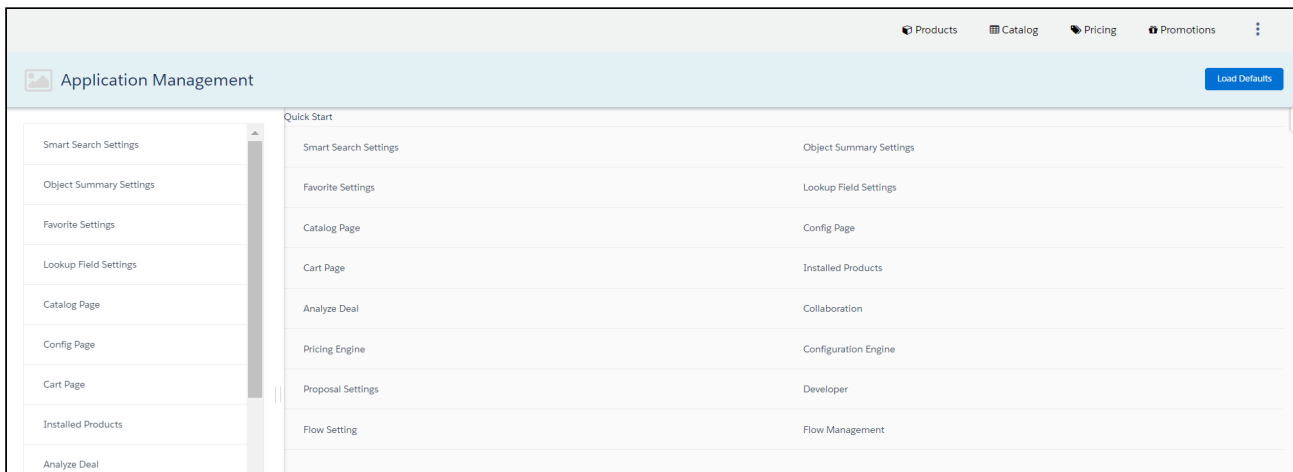 Products Catalog Pricing Promotions
Application Management
Load Defaults
Smart Search Settings
Object Summary Settings
Favorite Settings
Lookup Field Settings
Catalog Page
Config Page
Cart Page
Installed Products
Analyze Deal
Quick Start
Smart Search Settings Object Summary Settings
Favorite Settings Lookup Field Settings
Catalog Page Config Page
Cart Page Installed Products
Analyze Deal Collaboration
Pricing Engine Configuration Engine
Proposal Settings Developer
Flow Setting Flow Management